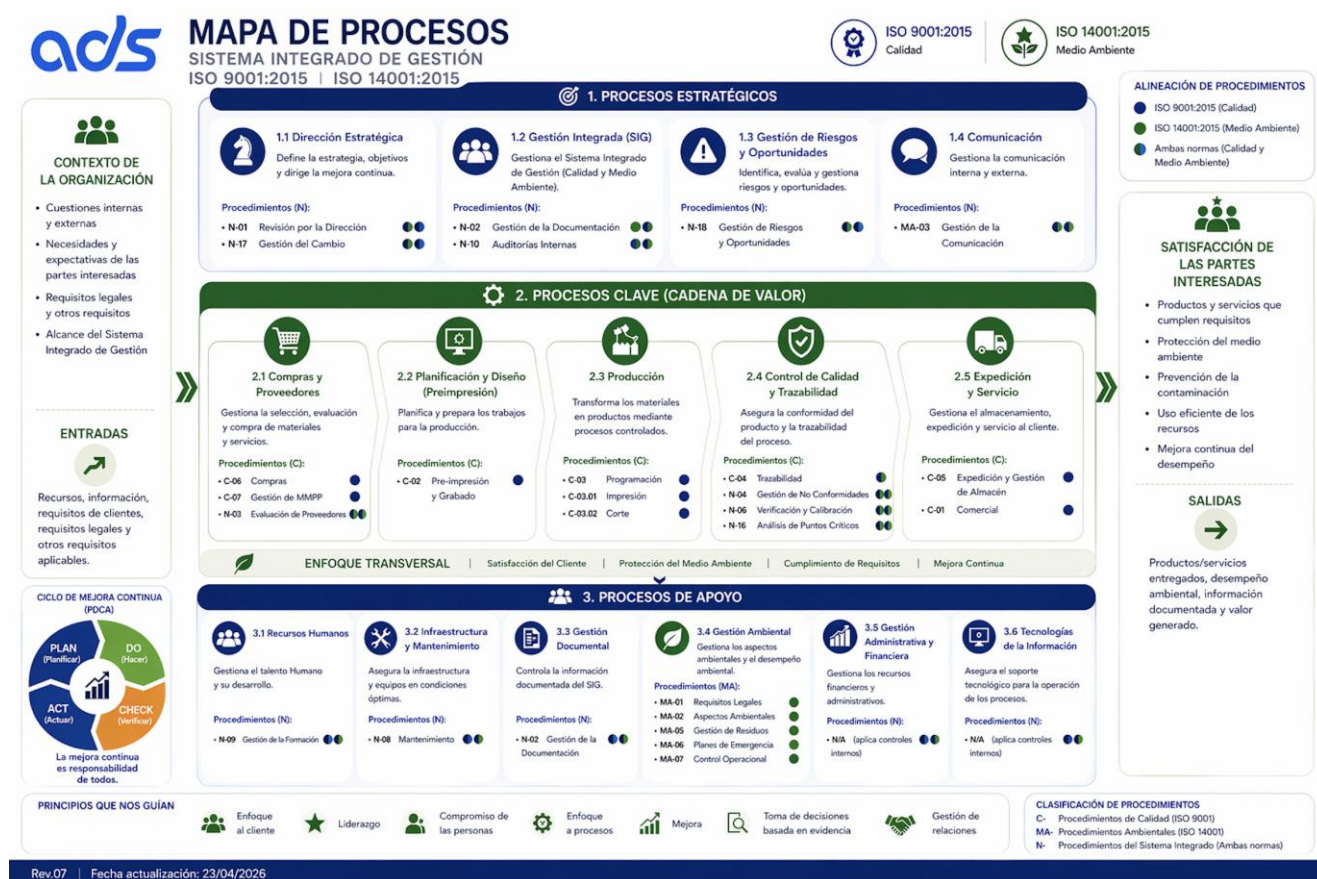 ads
MAPA DE PROCESOS
SISTEMA INTEGRADO DE GESTIÓN
ISO 9001:2015 | ISO 14001:2015
ISO 9001:2015
Calidad
ISO 14001:2015
Medio Ambiente
CONTEXTO DE
LA ORGANIZACIÓN
• Cuestiones internas
y externas
• Necesidades y
expectativas de las
partes interesadas
• Requisitos legales
y otros requisitos
• Alcance del Sistema
Integrado de Gestión
ENTRADAS
Recursos, información,
requisitos de clientes,
requisitos legales y
otros requisitos
aplicables.
CICLO DE MEJORA CONTINUA
(PDCA)
PLAN
(Planificar)
DO
(Hacer)
ACT
(Actuar)
CHECK
(Verificar)
La mejora continua
es responsabilidad
de todos.
1. PROCESOS ESTRATÉGICOS
1.1 Dirección Estratégica
Define la estrategia, objetivos
y dirige la mejora continua.
Procedimientos (N):
• N-01 Revisión por la Dirección
• N-17 Gestión del Cambio
1.2 Gestión Integrada (SIG)
Gestiona el Sistema Integrado
de Gestión (Calidad y Medio
Ambiente).
Procedimientos (N):
• N-02 Gestión de la Documentación
• N-10 Auditorías Internas
1.3 Gestión de Riesgos
y Oportunidades
Identifica, evalúa y gestiona
riesgos y oportunidades.
Procedimientos (N):
• N-18 Gestión de Riesgos
y Oportunidades
1.4 Comunicación
Gestiona la comunicación
interna y externa.
Procedimientos (N):
• MA-03 Gestión de la
Comunicación
2. PROCESOS CLAVE (CADENA DE VALOR)
2.1 Compras y
Proveedores
Gestiona la selección, evaluación
y compra de materiales
y servicios.
Procedimientos (C):
• C-06 Compras
• C-07 Gestión de MMPP
• N-03 Evaluación de Proveedores
2.2 Planificación y Diseño
(Preimpresión)
Planifica y prepara los trabajos
para la producción.
Procedimientos (C):
• C-02 Pre-impresión
y Grabado
2.3 Producción
Transforma los materiales
en productos mediante
procesos controlados.
Procedimientos (C):
• C-03 Programación
• C-03.01 Impresión
• C-03.02 Corte
2.4 Control de Calidad
y Trazabilidad
Asegura la conformidad del
producto y la trazabilidad
del proceso.
Procedimientos (C):
• C-04 Trazabilidad
• N-04 Gestión de No Conformidades
• N-06 Verificación y Calibración
• N-16 Análisis de Puntos Críticos
2.5 Expedición
y Servicio
Gestiona el almacenamiento,
expedición y servicio al cliente.
Procedimientos (C):
• C-05 Expedición y Gestión
de Almacén
• C-01 Comercial
ENFOQUE TRANSVERSAL | Satisfacción del Cliente | Protección del Medio Ambiente | Cumplimiento de Requisitos | Mejora Continua
3. PROCESOS DE APOYO
3.1 Recursos Humanos
Gestiona el talento Humano
y su desarrollo.
Procedimientos (N):
• N-09 Gestión de la Formación
3.2 Infraestructura
y Mantenimiento
Asegura la infraestructura
y equipos en condiciones
óptimas.
Procedimientos (N):
• N-08 Mantenimiento
3.3 Gestión
Documental
Controla la información
documentada del SIG.
Procedimientos (N):
• N-02 Gestión de la
Documentación
3.4 Gestión Ambiental
Gestiona los aspectos
ambientales y el desempeño
ambiental.
Procedimientos (MA):
• MA-01 Requisitos Legales
• MA-02 Aspectos Ambientales
• MA-05 Gestión de Residuos
• MA-06 Planes de Emergencia
• MA-07 Control Operacional
3.5 Gestión
Administrativa y
Financiera
Gestiona los recursos
financieros y
administrativos.
Procedimientos (N):
• N/A (aplica controles
internos)
3.6 Tecnologías
de la Información
Asegura el soporte
tecnológico para la operación
de los procesos.
Procedimientos (N):
• N/A (aplica controles
internos)
ALINEACIÓN DE PROCEDIMIENTOS
ISO 9001:2015 (Calidad)
ISO 14001:2015 (Medio Ambiente)
Ambas normas (Calidad y
Medio Ambiente)
SATISFACCIÓN DE
LAS PARTES
INTERESADAS
• Productos y servicios que
cumplen requisitos
• Protección del medio
ambiente
• Prevención de la
contaminación
• Uso eficiente de los
recursos
• Mejora continua del
desempeño
SALIDAS
Productos/servicios
entregados, desempeño
ambiental, información
documentada y valor
generado.
PRINCIPIOS QUE NOS GUÍAN
Enfoque
al cliente
Liderazgo
Compromiso de
las personas
Enfoque
a procesos
Mejora
Toma de decisiones
basada en evidencia
Gestión de
relaciones
CLASIFICACIÓN DE PROCEDIMIENTOS
C- Procedimientos de Calidad (ISO 9001)
MA- Procedimientos Ambientales (ISO 14001)
N- Procedimientos del Sistema Integrado (Ambas normas)
Rev.07 | Fecha actualización: 23/04/2026